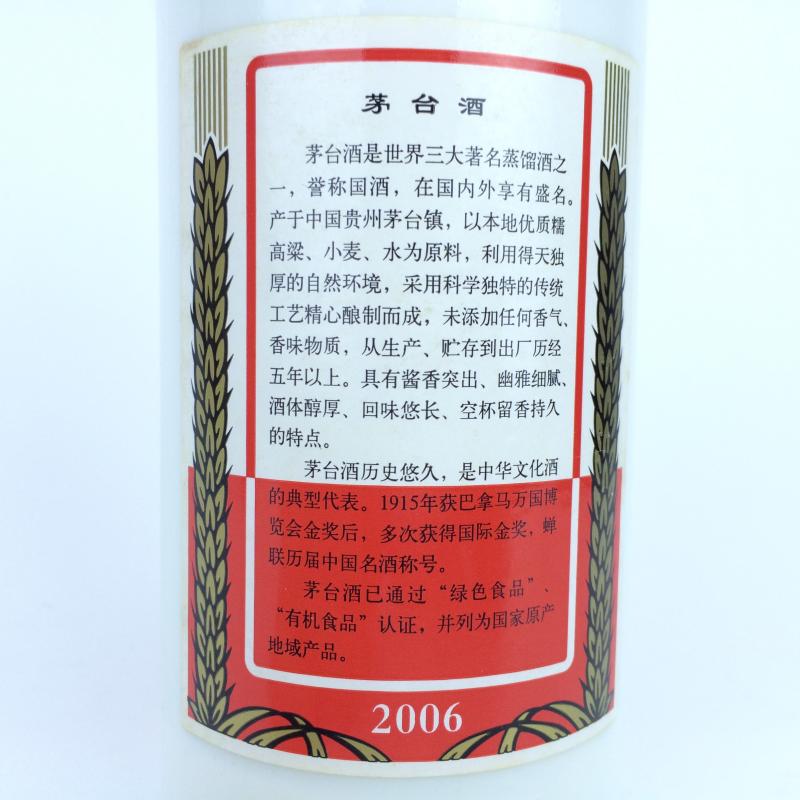 茅台酒
茅台酒是世界三大著名蒸馏酒之
一，誉称国酒，在国内外享有盛名。
产于中国贵州茅台镇，以本地优质糯
高粱、小麦、水为原料，利用得天独
厚的自然环境，采用科学独特的传统
工艺精心酿制而成，未添加任何香气、
香味物质，从生产、贮存到出厂历经
五年以上。具有酱香突出、幽雅细腻、
酒体醇厚、回味悠长、空杯留香持久
的特点。
茅台酒历史悠久，是中华文化酒
的典型代表。1915年获巴拿马万国博
览会金奖后，多次获得国际金奖，蝉
联历届中国名酒称号。
茅台酒已通过“绿色食品”、
“有机食品”认证，并列为国家原产
地域产品。
2006